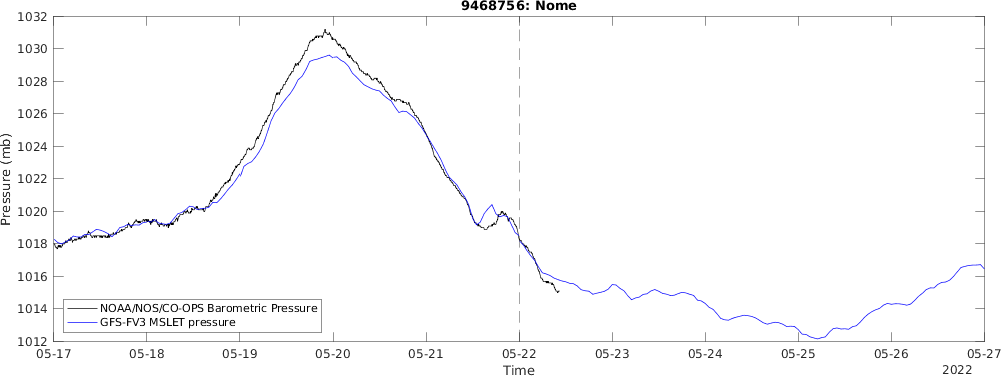 9468756: Nome
Pressure (mb)
1032
1030
1028
1026
1024
1022
1020
1018
1016
1014
1012
NOAA/NOS/CO-OPS Barometric Pressure
GFS-FV3 MSLET pressure
05-17 05-18 05-19 05-20 05-21 05-22 05-23 05-24 05-25 05-26 05-27
Time
2022